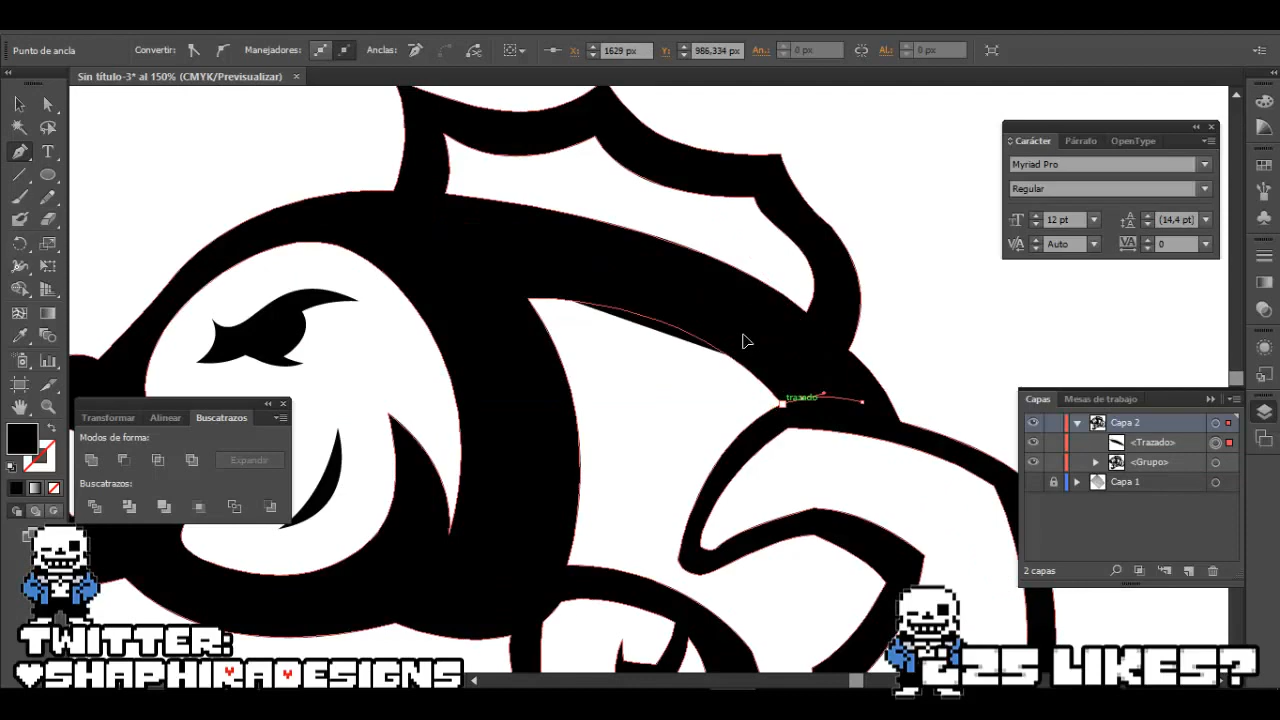 Punto de ancla
Convertir:
Manejadores:
Anclas:
X:
1629 px
Y:
986,334 px
An.:
0 px
Al.:
0 px
Sin título-3* al 150% (CMYK/Previsualizar)
Carácter
Párrafo
OpenType
Myriad Pro
Regular
12 pt
(14,4 pt)
Auto
0
trazado
Transformar
Alinear
Buscatrazos
Modos de forma:
Expandir
Buscatrazos:
Capas
Mesas de trabajo
Capa 2
<Trazado>
<Grupo>
Capa 1
2 capas
TWITTER:
♥SHAPHIRADESIGNS
¿25 LIKES?